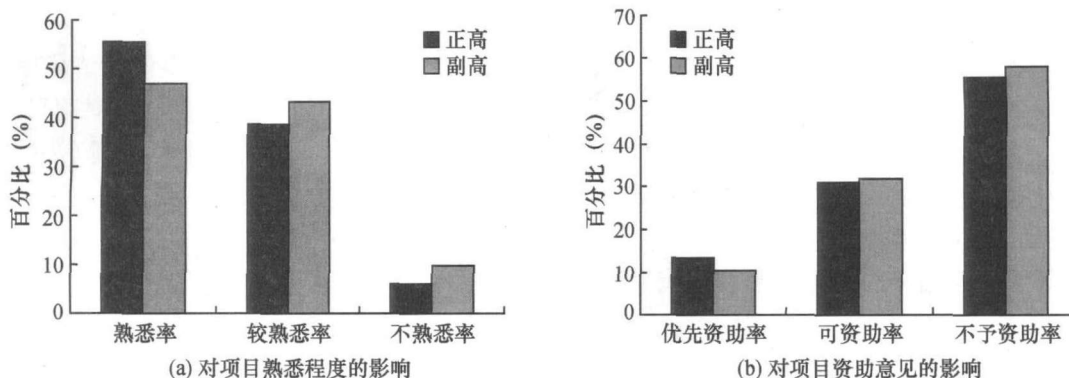 60
50
40
30
20
10
0
百分比 (%)
正高
副高
熟悉率 较熟悉率 不熟悉率
(a) 对项目熟悉程度的影响
70
60
50
40
30
20
10
0
百分比 (%)
正高
副高
优先资助率 可资助率 不予资助率
(b) 对项目资助意见的影响